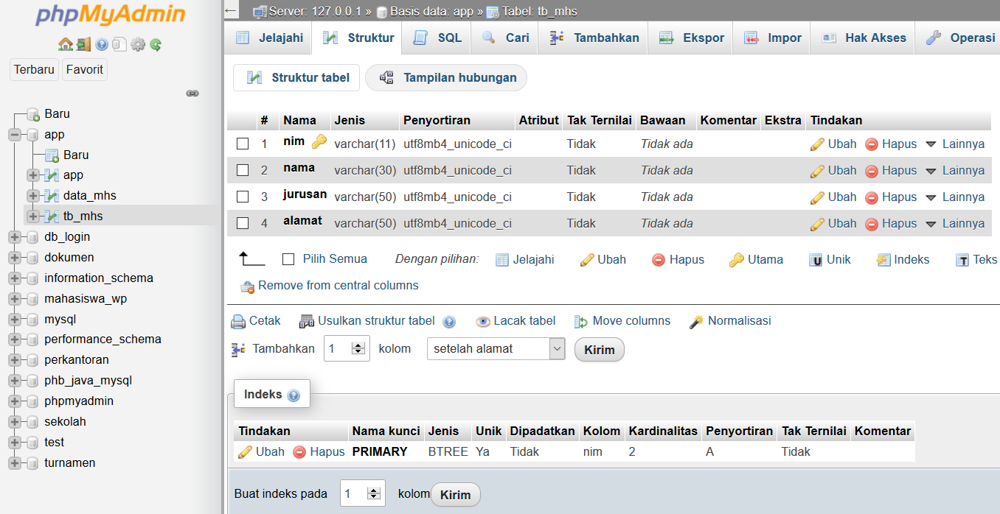 phpMyAdmin
Terbaru Favorit
Baru
app
Baru
app
data_mhs
tb_mhs
db_login
dokumen
information_schema
mahasiswa_wp
mysql
performance_schema
perkantoran
phb_java_mysql
phpmyadmin
sekolah
test
turnamen
← Server: 127.0.0.1 » Basis data: app » Tabel: tb_mhs
Jelajahi Struktur SQL Cari Tambahkan Ekspor Impor Hak Akses Operasi
Struktur tabel Tampilan hubungan
# Nama Jenis Penyortiran Atribut Tak Ternilai Bawaan Komentar Ekstra Tindakan
1 nim varchar(11) utf8mb4_unicode_ci Tidak Tidak ada Ubah Hapus Lainnya
2 nama varchar(30) utf8mb4_unicode_ci Tidak Tidak ada Ubah Hapus Lainnya
3 jurusan varchar(50) utf8mb4_unicode_ci Tidak Tidak ada Ubah Hapus Lainnya
4 alamat varchar(50) utf8mb4_unicode_ci Tidak Tidak ada Ubah Hapus Lainnya
Pilih Semua Dengan pilihan: Jelajahi Ubah Hapus Utama Unik Indeks Teks
Remove from central columns
Cetak Usulkan struktur tabel Lacak tabel Move columns Normalisasi
Tambahkan 1 kolom setelah alamat Kirim
Indeks
Tindakan Nama kunci Jenis Unik Dipadatkan Kolom Kardinalitas Penyortiran Tak Ternilai Komentar
Ubah Hapus PRIMARY BTREE Ya Tidak nim 2 A Tidak
Buat indeks pada 1 kolom Kirim